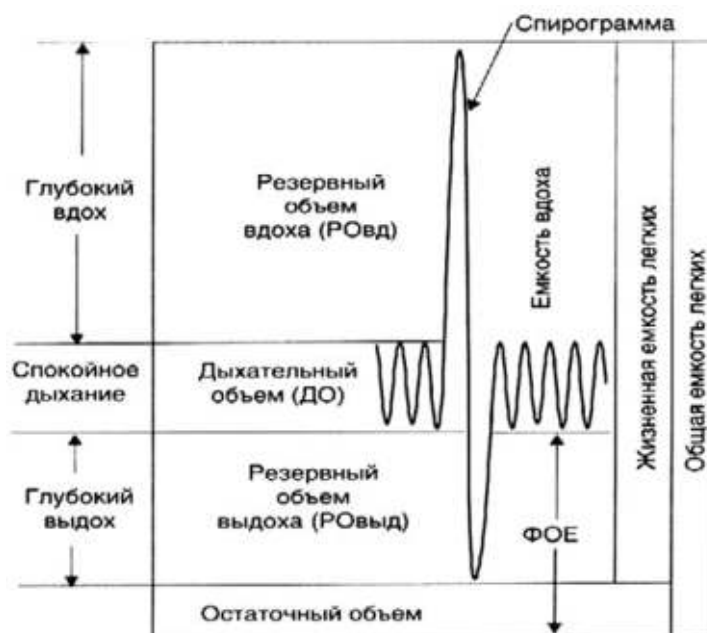 Спирограмма
Глубокий
вдох
Резервный
объем
вдоха (РОвд)
Емкость вдоха
Жизненная емкость легких
Общая емкость легких
Спокойное
дыхание
Дыхательный
объем (ДО)
Глубокий
выдох
Резервный
объем
выдоха (РОвыд)
ФОЕ
Остаточный объем